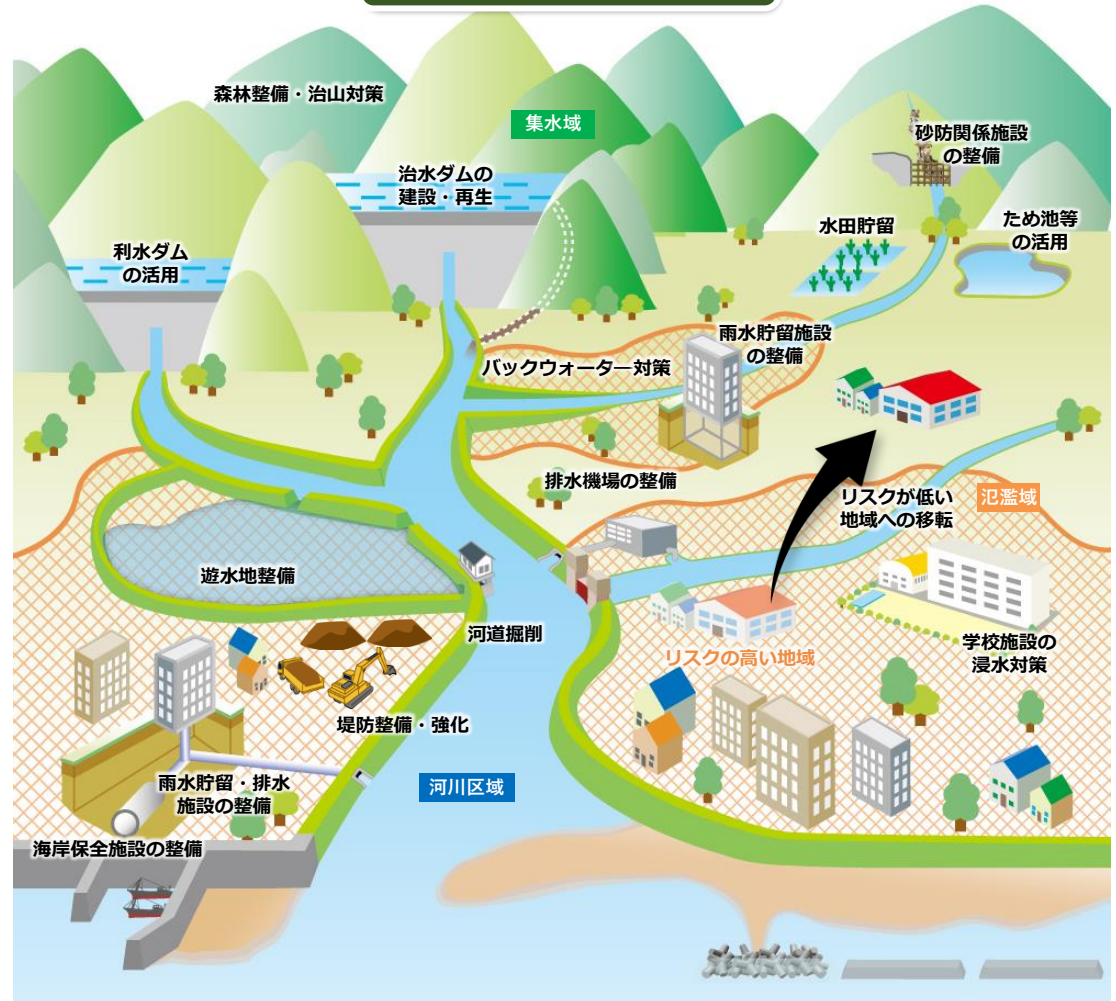 森林整備・治山対策
集水域
砂防関係施設
の整備
治水ダムの
建設・再生
水田貯留
ため池等
の活用
利水ダム
の活用
雨水貯留施設
の整備
バックウォーター対策
排水機場の整備
リスクが低い
地域への移転
氾濫域
遊水地整備
河道掘削
学校施設の
浸水対策
リスクの高い地域
堤防整備・強化
雨水貯留・排水
施設の整備
河川区域
海岸保全施設の整備